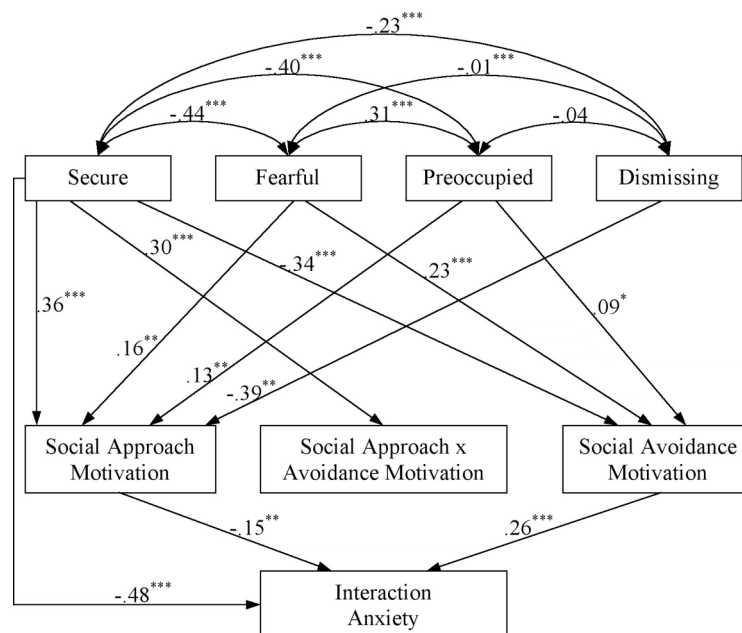 -.23***
-.40*** -.01***
-.44*** .31*** -.04
Secure Fearful Preoccupied Dismissing
.30*** -.34*** .23***
.36*** .09*
.16** .13** -.39**
Social Approach
Motivation
Social Approach x
Avoidance Motivation
Social Avoidance
Motivation
-.15** .26***
-.48***
Interaction
Anxiety